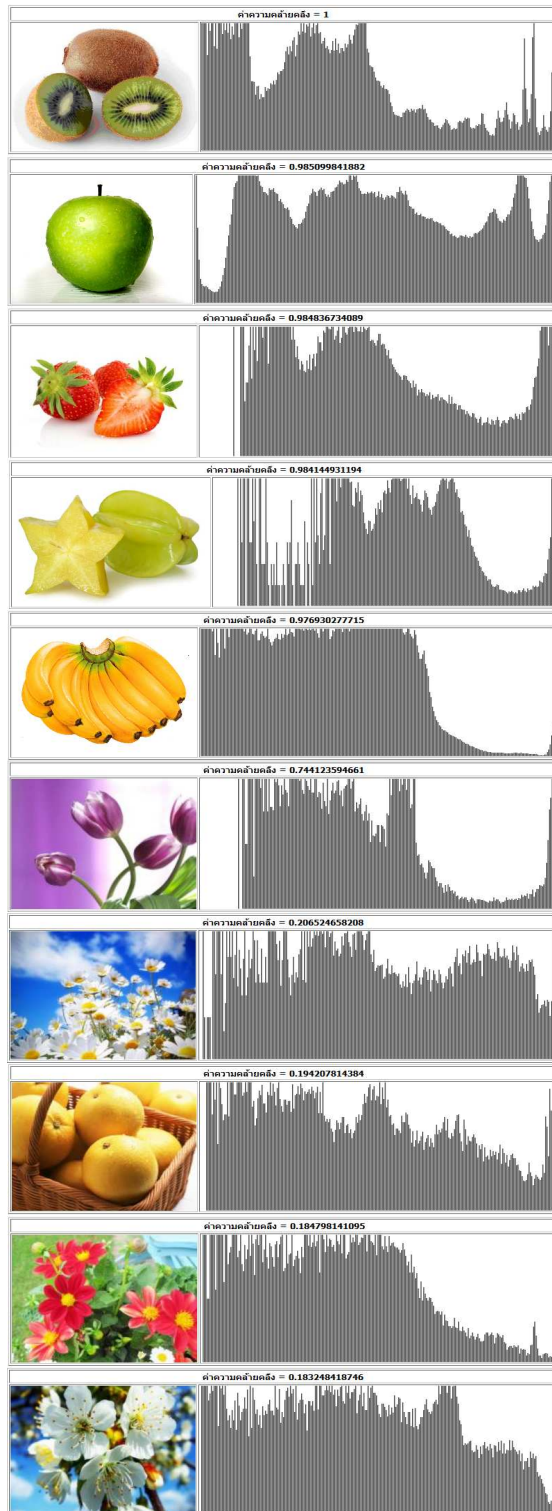 ค่าความคล้ายคลึง = 1
ค่าความคล้ายคลึง = 0.985099841882
ค่าความคล้ายคลึง = 0.984836734089
ค่าความคล้ายคลึง = 0.984144931194
ค่าความคล้ายคลึง = 0.976930277715
ค่าความคล้ายคลึง = 0.744123594661
ค่าความคล้ายคลึง = 0.206524658208
ค่าความคล้ายคลึง = 0.194207814384
ค่าความคล้ายคลึง = 0.184798141095
ค่าความคล้ายคลึง = 0.183248418746